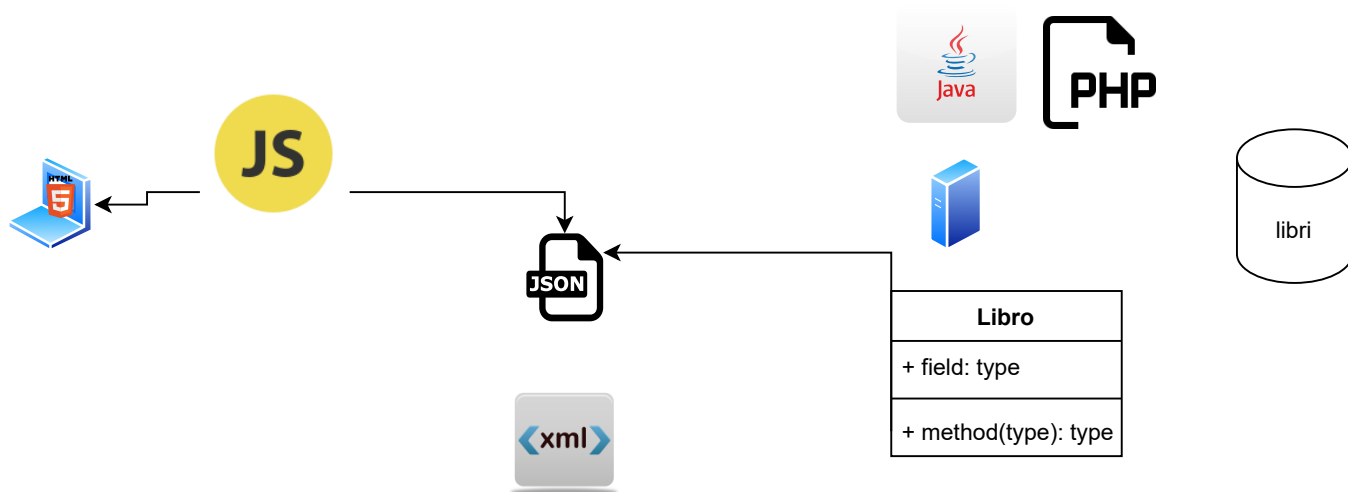 Java
PHP
JS
HTML
5
libri
JSON
Libro
+ field: type
+ method(type): type
xml